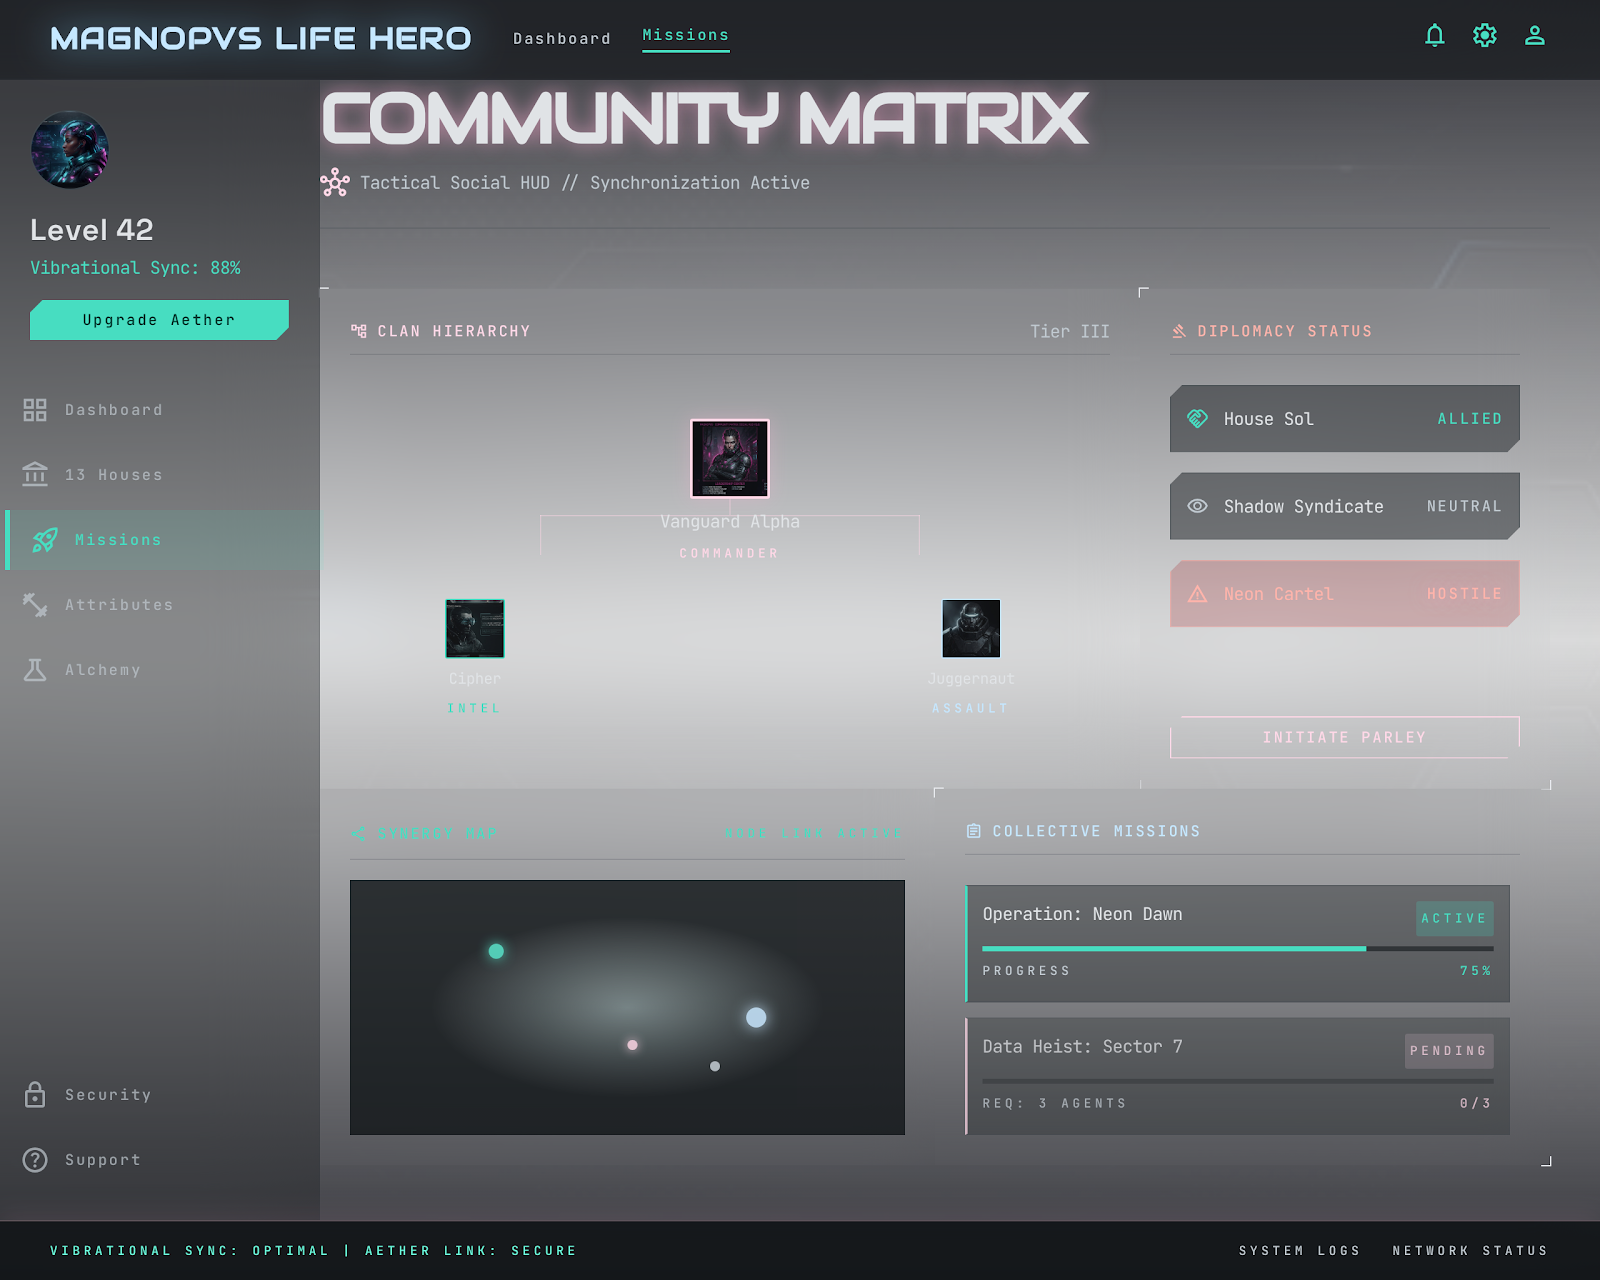 MAGNOPVS LIFE HERO
Dashboard
Missions
Level 42
Vibrational Sync: 88%
Upgrade Aether
Dashboard
13 Houses
Missions
Attributes
Alchemy
Security
Support
COMMUNITY MATRIX
Tactical Social HUD // Synchronization Active
CLAN HIERARCHY
Tier III
Vanguard Alpha
COMMANDER
Cipher
INTEL
Juggernaut
ASSAULT
DIPLOMACY STATUS
House Sol
ALLIED
Shadow Syndicate
NEUTRAL
Neon Cartel
HOSTILE
INITIATE PARLEY
SYNERGY MAP
NODE LINK ACTIVE
COLLECTIVE MISSIONS
Operation: Neon Dawn
ACTIVE
PROGRESS
75%
Data Heist: Sector 7
PENDING
REQ: 3 AGENTS
0/3
VIBRATIONAL SYNC: OPTIMAL | AETHER LINK: SECURE
SYSTEM LOGS
NETWORK STATUS